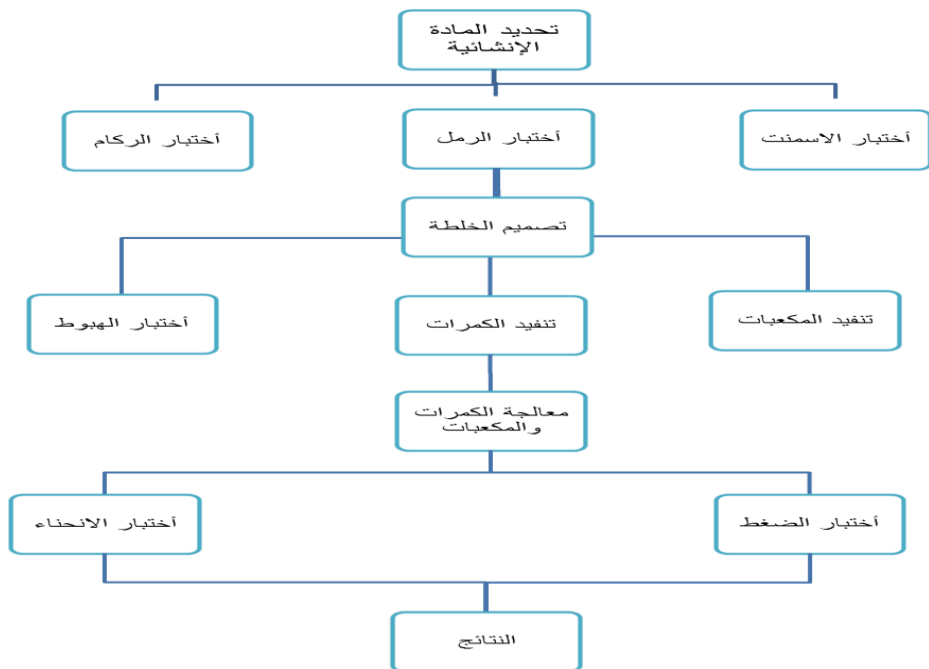 تحديد المادة
الإنشائية
أختبار الاسمنت
أختبار الرمل
أختبار الركام
تصميم الخلطة
تنفيد المكعبات
تنفيد الكمرات
أختبار الهبوط
معالجة الكمرات
والمكعبات
أختبار الضغط
أختبار الانحناء
النتائج